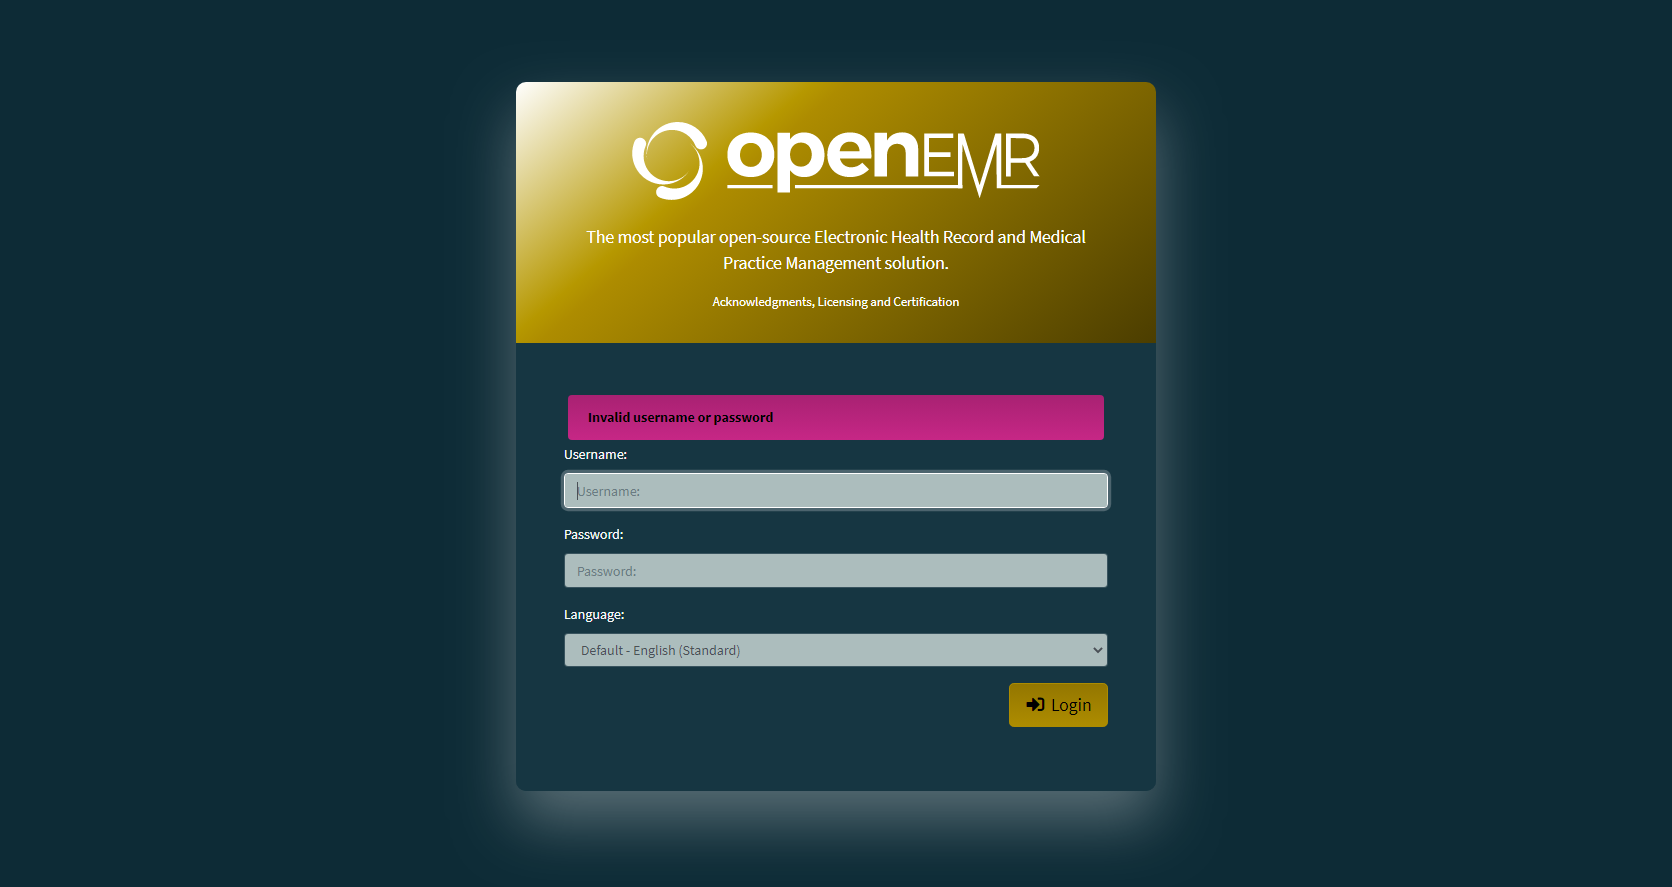 openEMR
The most popular open-source Electronic Health Record and Medical
Practice Management solution.
Acknowledgments, Licensing and Certification
Invalid username or password
Username:
Username:
Password:
Password:
Language:
Default - English (Standard)
Login